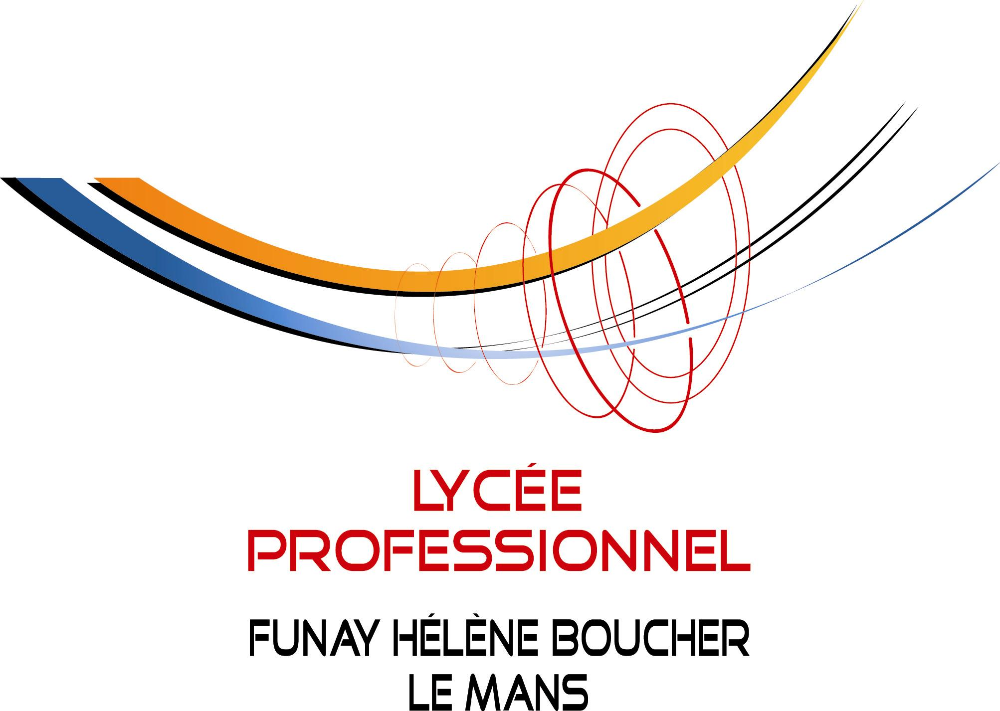 LYCÉE
PROFESSIONNEL
FUNAY HÉLÈNE BOUCHER
LE MANS